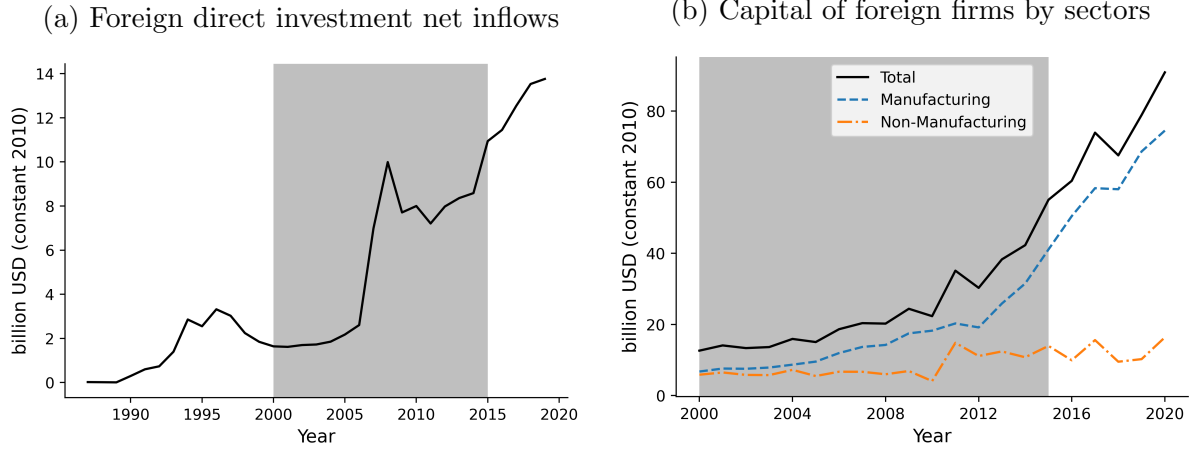 (a) Foreign direct investment net inflows
14
12
10
8
6
4
2
0
billion USD (constant 2010)
1990 1995 2000 2005 2010 2015 2020
Year
(b) Capital of foreign firms by sectors
Total
Manufacturing
Non-Manufacturing
80
60
40
20
0
billion USD (constant 2010)
2000 2004 2008 2012 2016 2020
Year